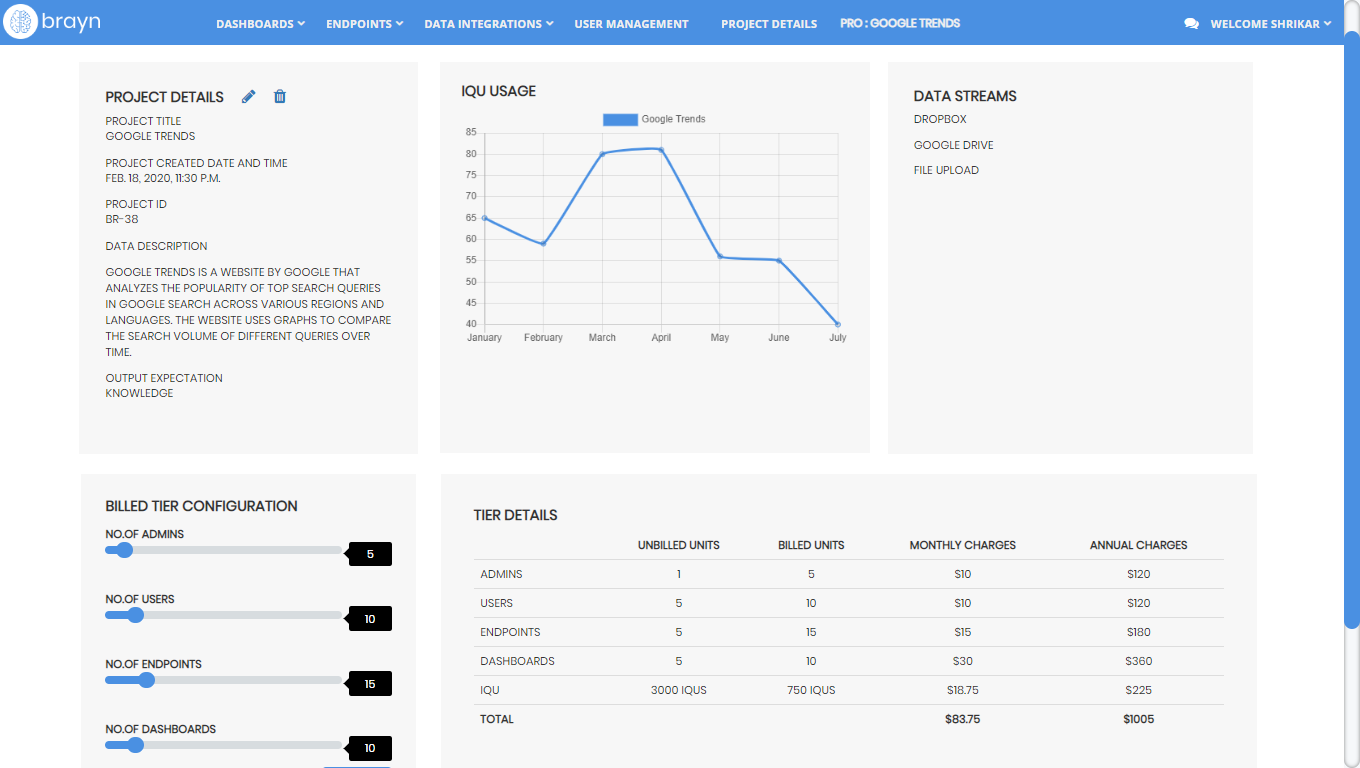 brayn
DASHBOARDS
ENDPOINTS
DATA INTEGRATIONS
USER MANAGEMENT
PROJECT DETAILS
PRO : GOOGLE TRENDS
WELCOME SHRIKAR
PROJECT DETAILS
PROJECT TITLE
GOOGLE TRENDS
PROJECT CREATED DATE AND TIME
FEB. 18, 2020, 11:30 P.M.
PROJECT ID
BR-38
DATA DESCRIPTION
GOOGLE TRENDS IS A WEBSITE BY GOOGLE THAT
ANALYZES THE POPULARITY OF TOP SEARCH QUERIES
IN GOOGLE SEARCH ACROSS VARIOUS REGIONS AND
LANGUAGES. THE WEBSITE USES GRAPHS TO COMPARE
THE SEARCH VOLUME OF DIFFERENT QUERIES OVER
TIME.
OUTPUT EXPECTATION
KNOWLEDGE
IQU USAGE
Google Trends
85
80
75
70
65
60
55
50
45
40
January February March April May June July
DATA STREAMS
DROPBOX
GOOGLE DRIVE
FILE UPLOAD
BILLED TIER CONFIGURATION
NO.OF ADMINS
5
NO.OF USERS
10
NO.OF ENDPOINTS
15
NO.OF DASHBOARDS
10
TIER DETAILS
UNBILLED UNITS BILLED UNITS MONTHLY CHARGES ANNUAL CHARGES
ADMINS 1 5 $10 $120
USERS 5 10 $10 $120
ENDPOINTS 5 15 $15 $180
DASHBOARDS 5 10 $30 $360
IQU 3000 IQUS 750 IQUS $18.75 $225
TOTAL $83.75 $1005